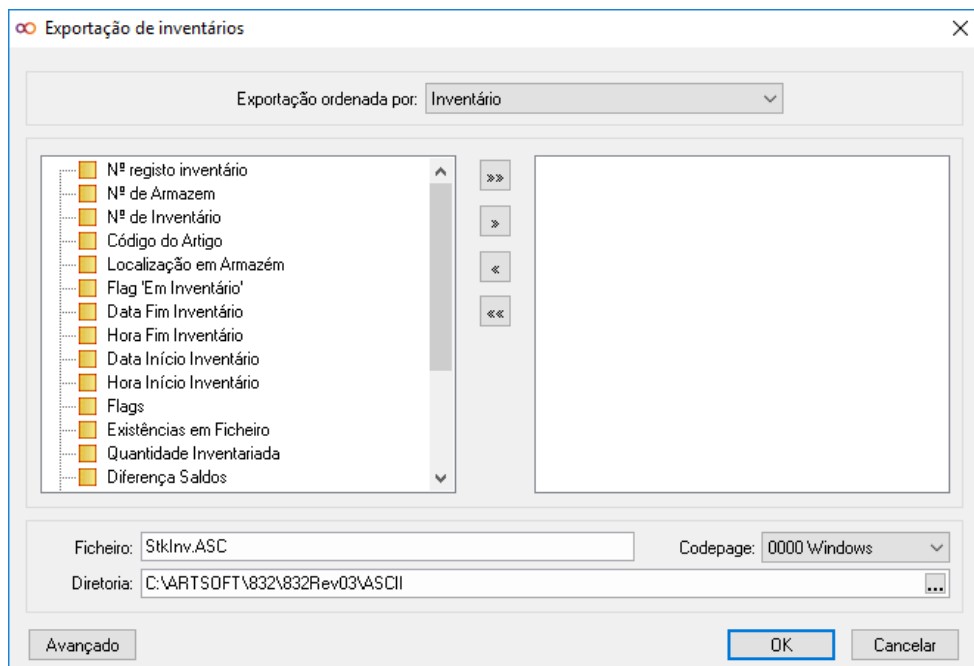 Exportação de inventários
Exportação ordenada por: Inventário
Nº registo inventário
Nº de Armazem
Nº de Inventário
Código do Artigo
Localização em Armazém
Flag 'Em Inventário'
Data Fim Inventário
Hora Fim Inventário
Data Início Inventário
Hora Início Inventário
Flags
Existências em Ficheiro
Quantidade Inventariada
Diferença Saldos
»»
»
«
««
Ficheiro: StkInv.ASC Codepage: 0000 Windows
Diretoria: C:\ARTSOFT\832\832Rev03\ASCII ...
Avançado OK Cancelar